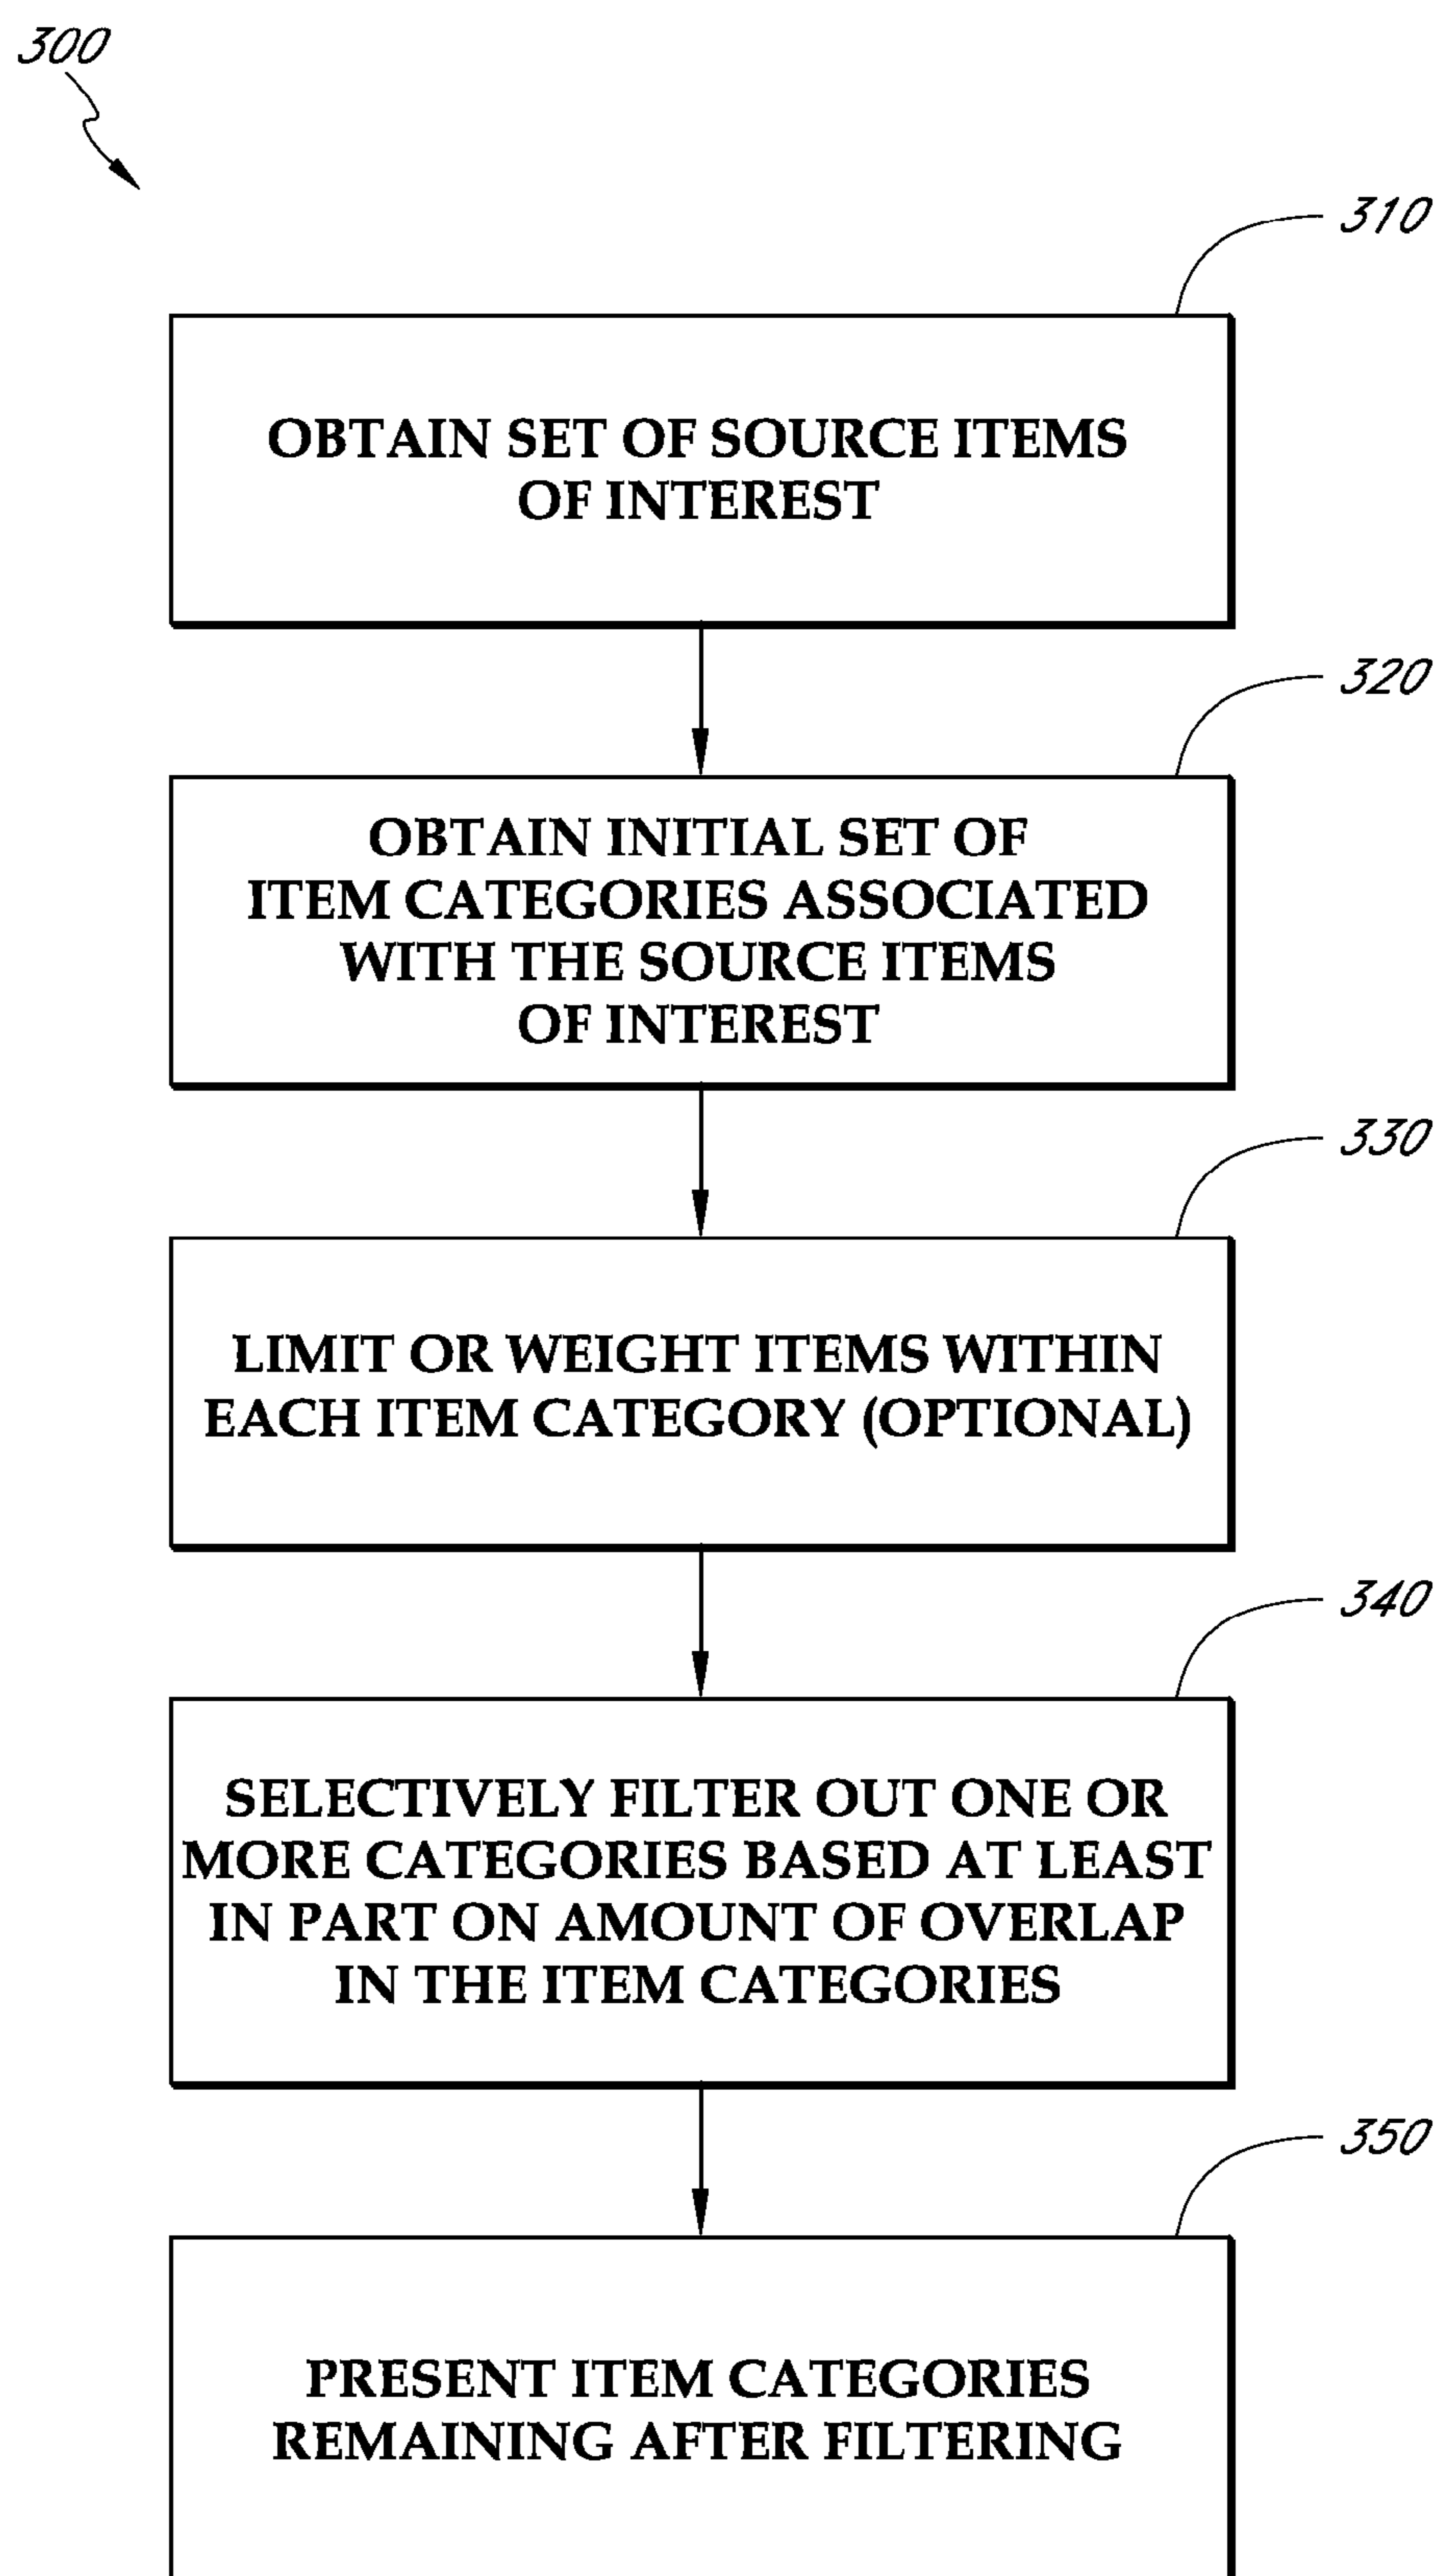 300
310
OBTAIN SET OF SOURCE ITEMS
OF INTEREST
320
OBTAIN INITIAL SET OF
ITEM CATEGORIES ASSOCIATED
WITH THE SOURCE ITEMS
OF INTEREST
330
LIMIT OR WEIGHT ITEMS WITHIN
EACH ITEM CATEGORY (OPTIONAL)
340
SELECTIVELY FILTER OUT ONE OR
MORE CATEGORIES BASED AT LEAST
IN PART ON AMOUNT OF OVERLAP
IN THE ITEM CATEGORIES
350
PRESENT ITEM CATEGORIES
REMAINING AFTER FILTERING